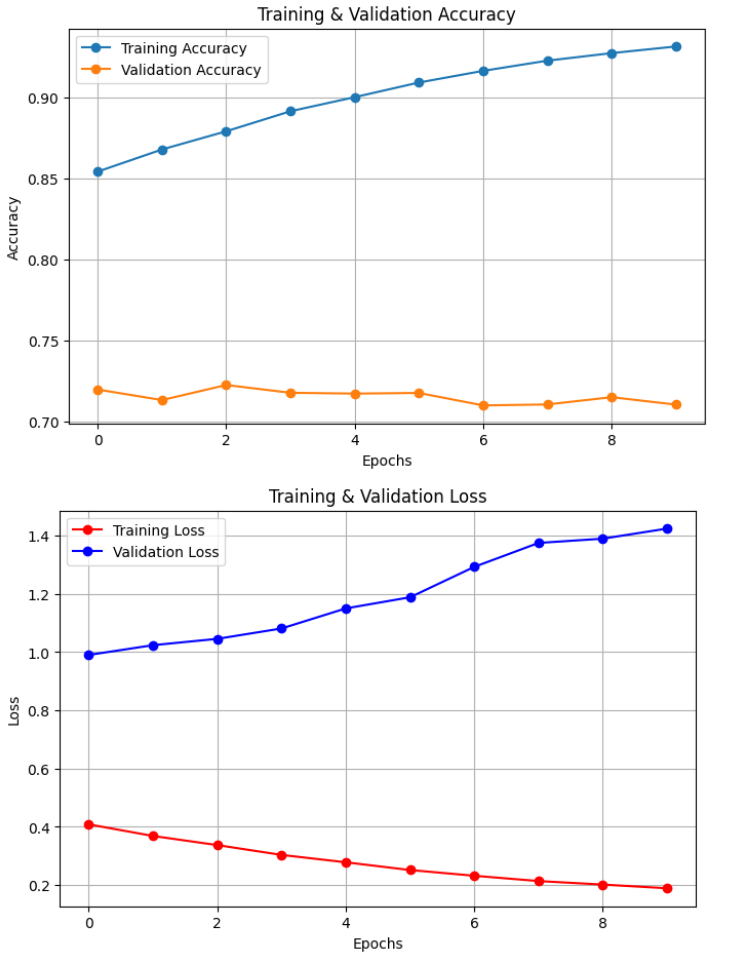 Training & Validation Accuracy
Training Accuracy
Validation Accuracy
0.90
0.85
0.80
0.75
0.70
Accuracy
0 2 4 6 8
Epochs
Training & Validation Loss
Training Loss
Validation Loss
1.4
1.2
1.0
0.8
0.6
0.4
0.2
Loss
0 2 4 6 8
Epochs